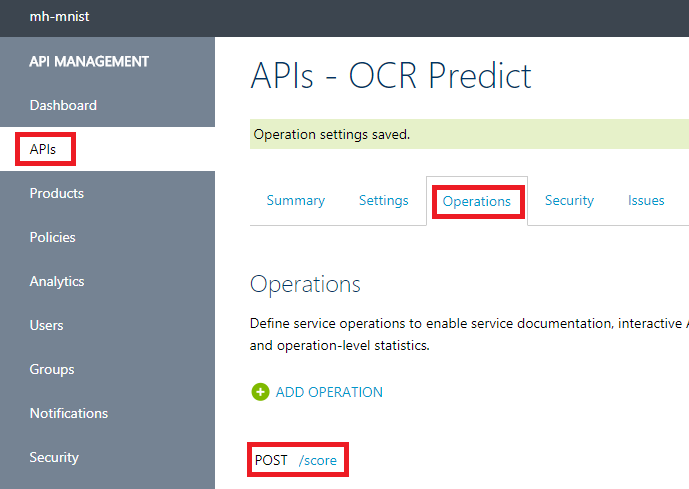 mh-mnist
API MANAGEMENT
Dashboard
APIs
Products
Policies
Analytics
Users
Groups
Notifications
Security
APIs - OCR Predict
Operation settings saved.
Summary Settings Operations Security Issues
Operations
Define service operations to enable service documentation, interactive A
and operation-level statistics.
ADD OPERATION
POST /score